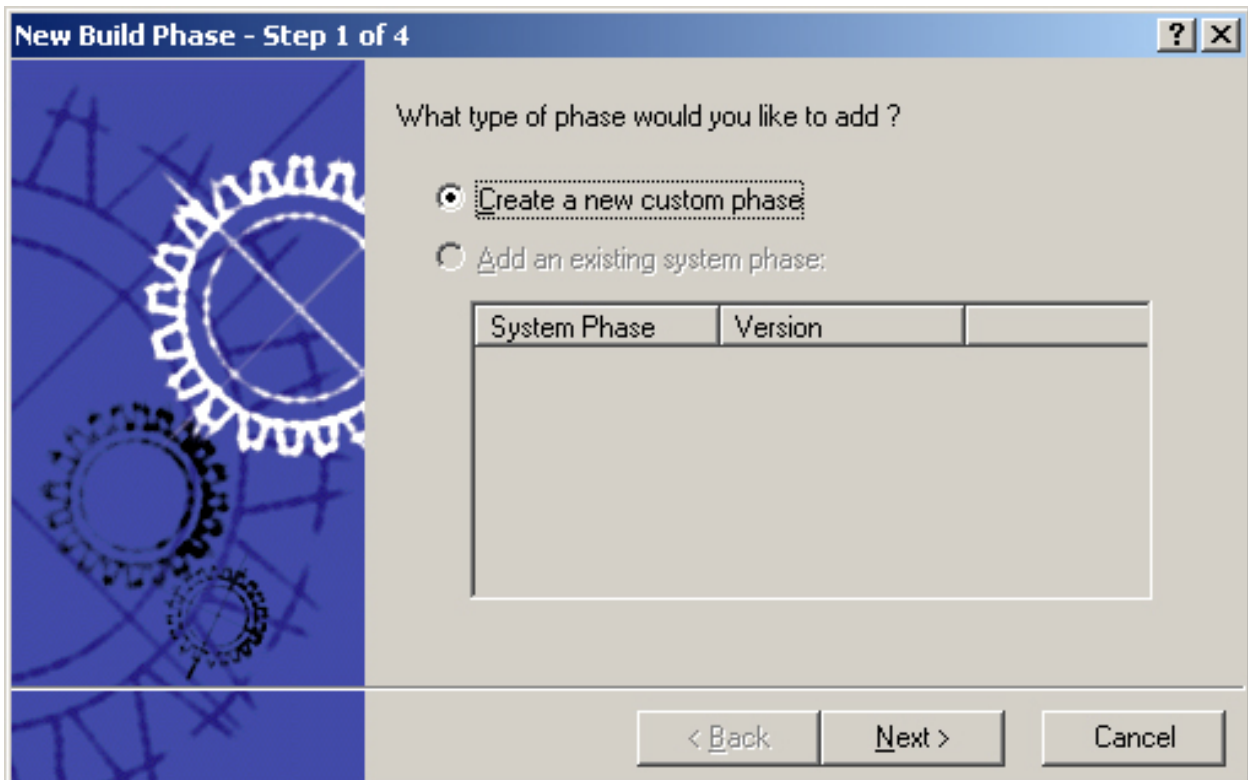 New Build Phase - Step 1 of 4
What type of phase would you like to add ?
Create a new custom phase
Add an existing system phase:
System Phase Version
< Back Next > Cancel